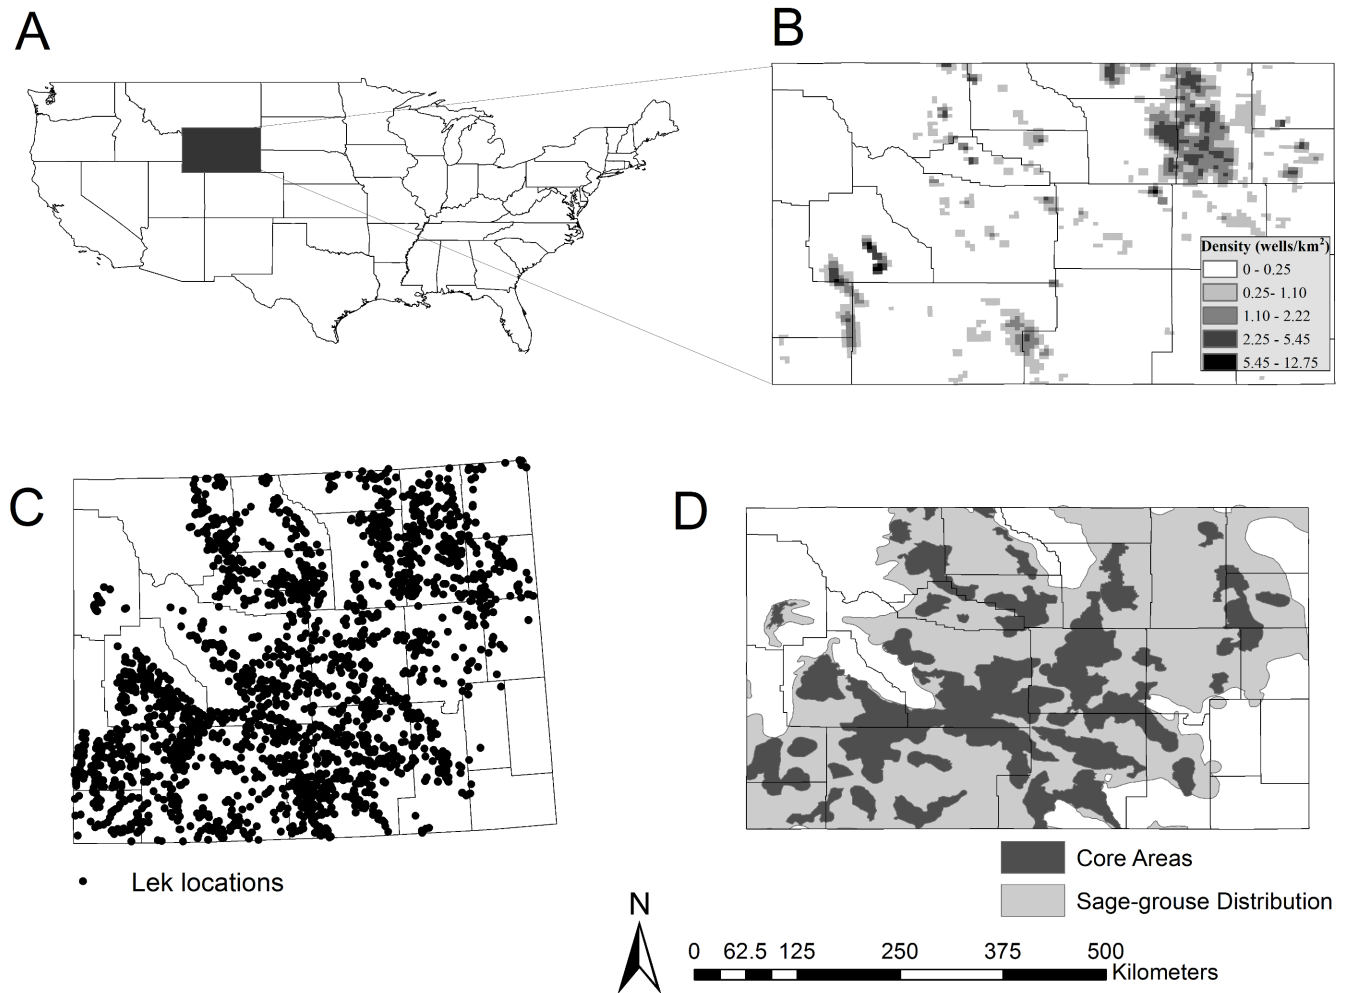 A
B
Density (wells/km²)
0 - 0.25
0.25- 1.10
1.10 - 2.22
2.25 - 5.45
5.45 - 12.75
C
D
Lek locations
Core Areas
Sage-grouse Distribution
N
0 62.5 125 250 375 500
Kilometers